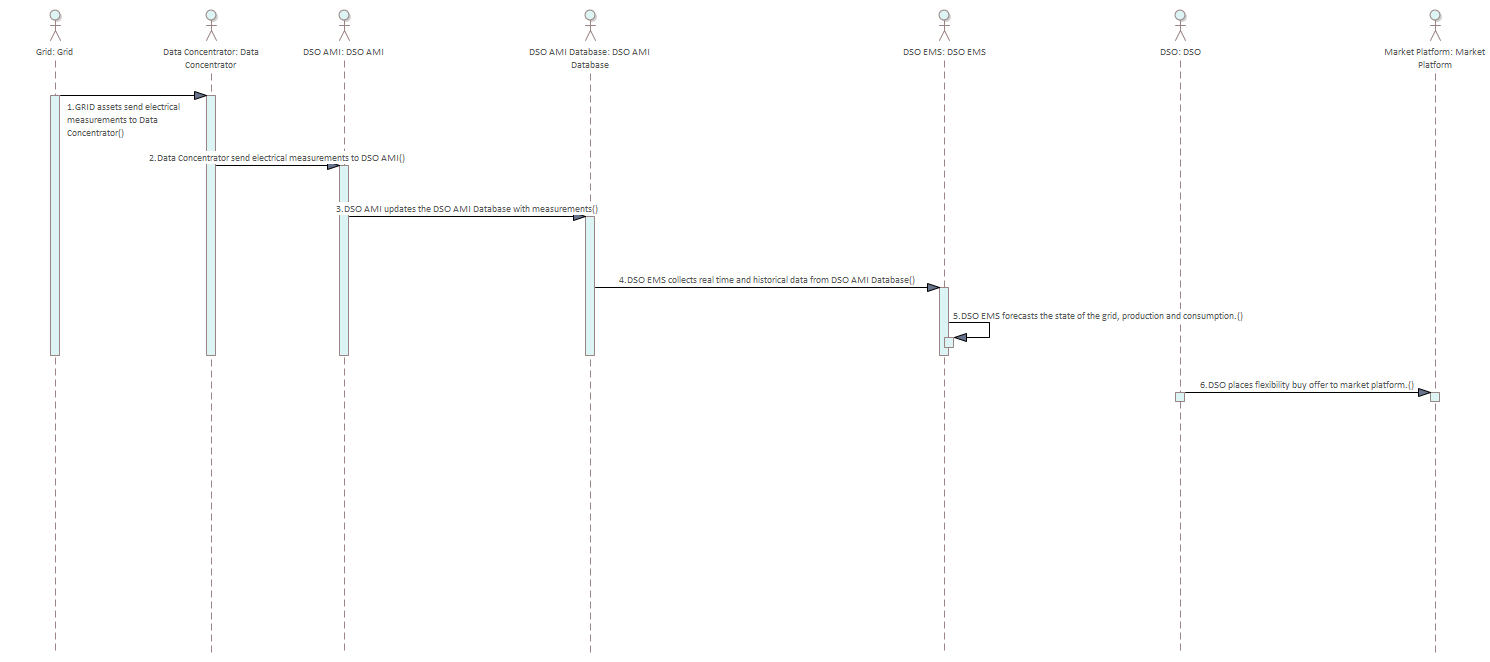 Grid: Grid
Data Concentrator: Data
Concentrator
DSO AMI: DSO AMI
DSO AMI Database: DSO AMI
Database
DSO EMS: DSO EMS
DSO: DSO
Market Platform: Market
Platform
1.GRID assets send electrical
measurements to Data
Concentrator()
2.Data Concentrator send electrical measurements to DSO AMI()
3.DSO AMI updates the DSO AMI Database with measurements()
4.DSO EMS collects real time and historical data from DSO AMI Database()
5.DSO EMS forecasts the state of the grid, production and consumption.()
6.DSO places flexibility buy offer to market platform.()